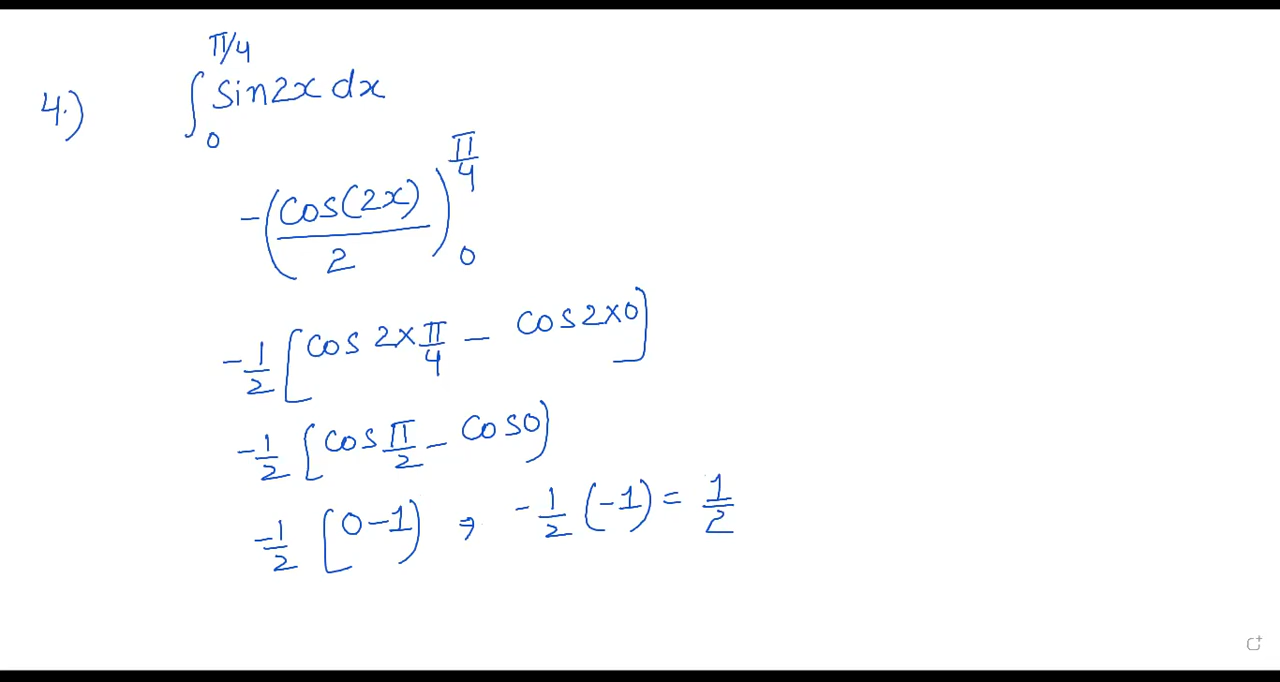 4.) ∫₀^(π/4) sin2x dx
-(cos(2x)/2)₀^(π/4)
-1/2 [cos 2×π/4 - cos2×0]
-1/2 [cos π/2 - cos0]
-1/2 [0-1] ⇒ -1/2 (-1) = 1/2